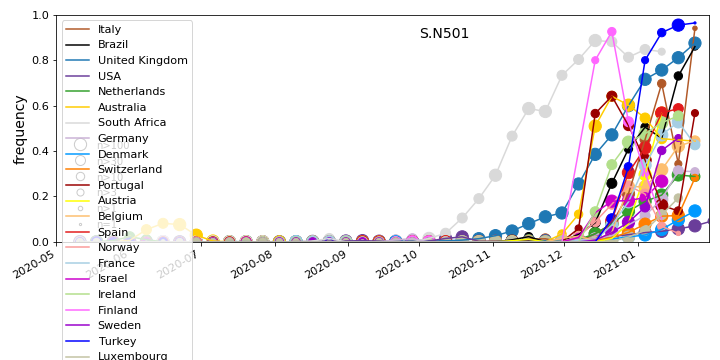 S.N501
frequency
1.0
0.8
0.6
0.4
0.2
0.0
Italy
Brazil
United Kingdom
USA
Netherlands
Australia
South Africa
Germany
Denmark
Switzerland
Portugal
Austria
Belgium
Spain
Norway
France
Israel
Ireland
Finland
Sweden
Turkey
Luxembourg
n>100
n>10
2020-05
2020-07
2020-08
2020-09
2020-10
2020-11
2020-12
2021-01